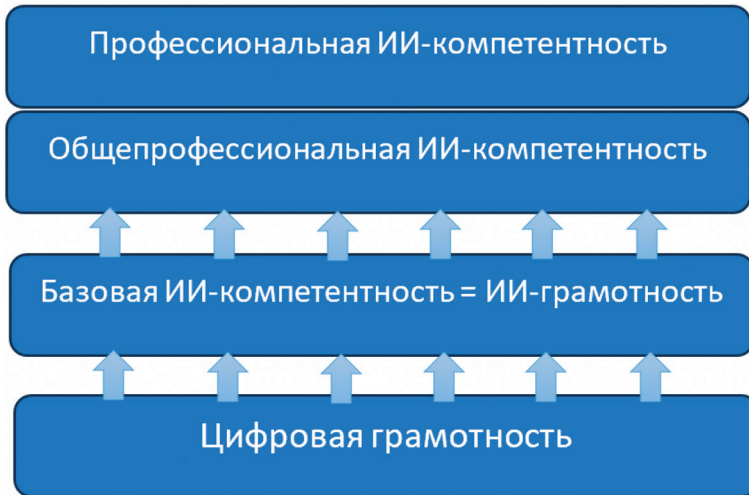 Профессиональная ИИ-компетентность
Общепрофессиональная ИИ-компетентность
Базовая ИИ-компетентность = ИИ-грамотность
Цифровая грамотность